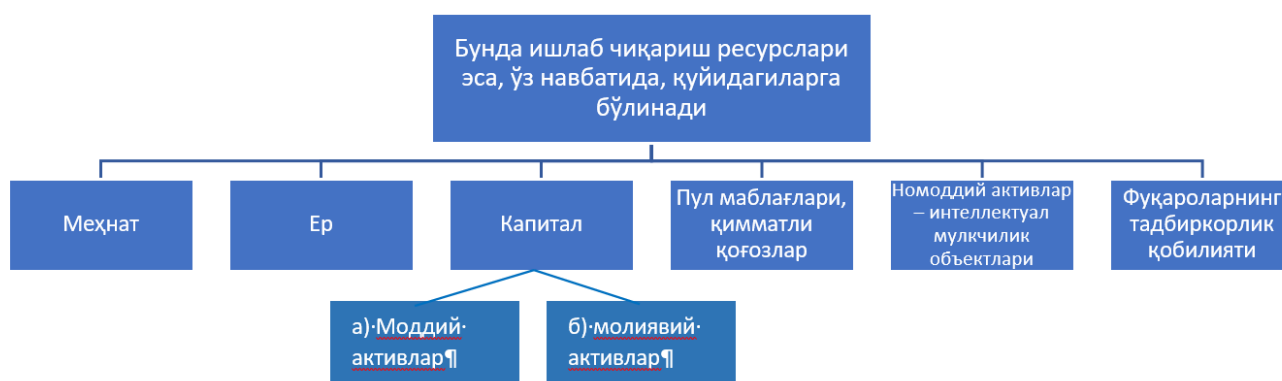 Бунда ишлаб чиқариш ресурслари
эса, ўз навбатида, қуйидагиларга
бўлинади
Меҳнат
Ер
Капитал
Пул маблағлари,
қимматли
қоғозлар
Номоддий активлар
– интеллектуал
мулкчилик
объектлари
Фуқароларнинг
тадбиркорлик
қобилияти
а)·Моддий·
активлар¶
б)·молиявий·
активлар¶